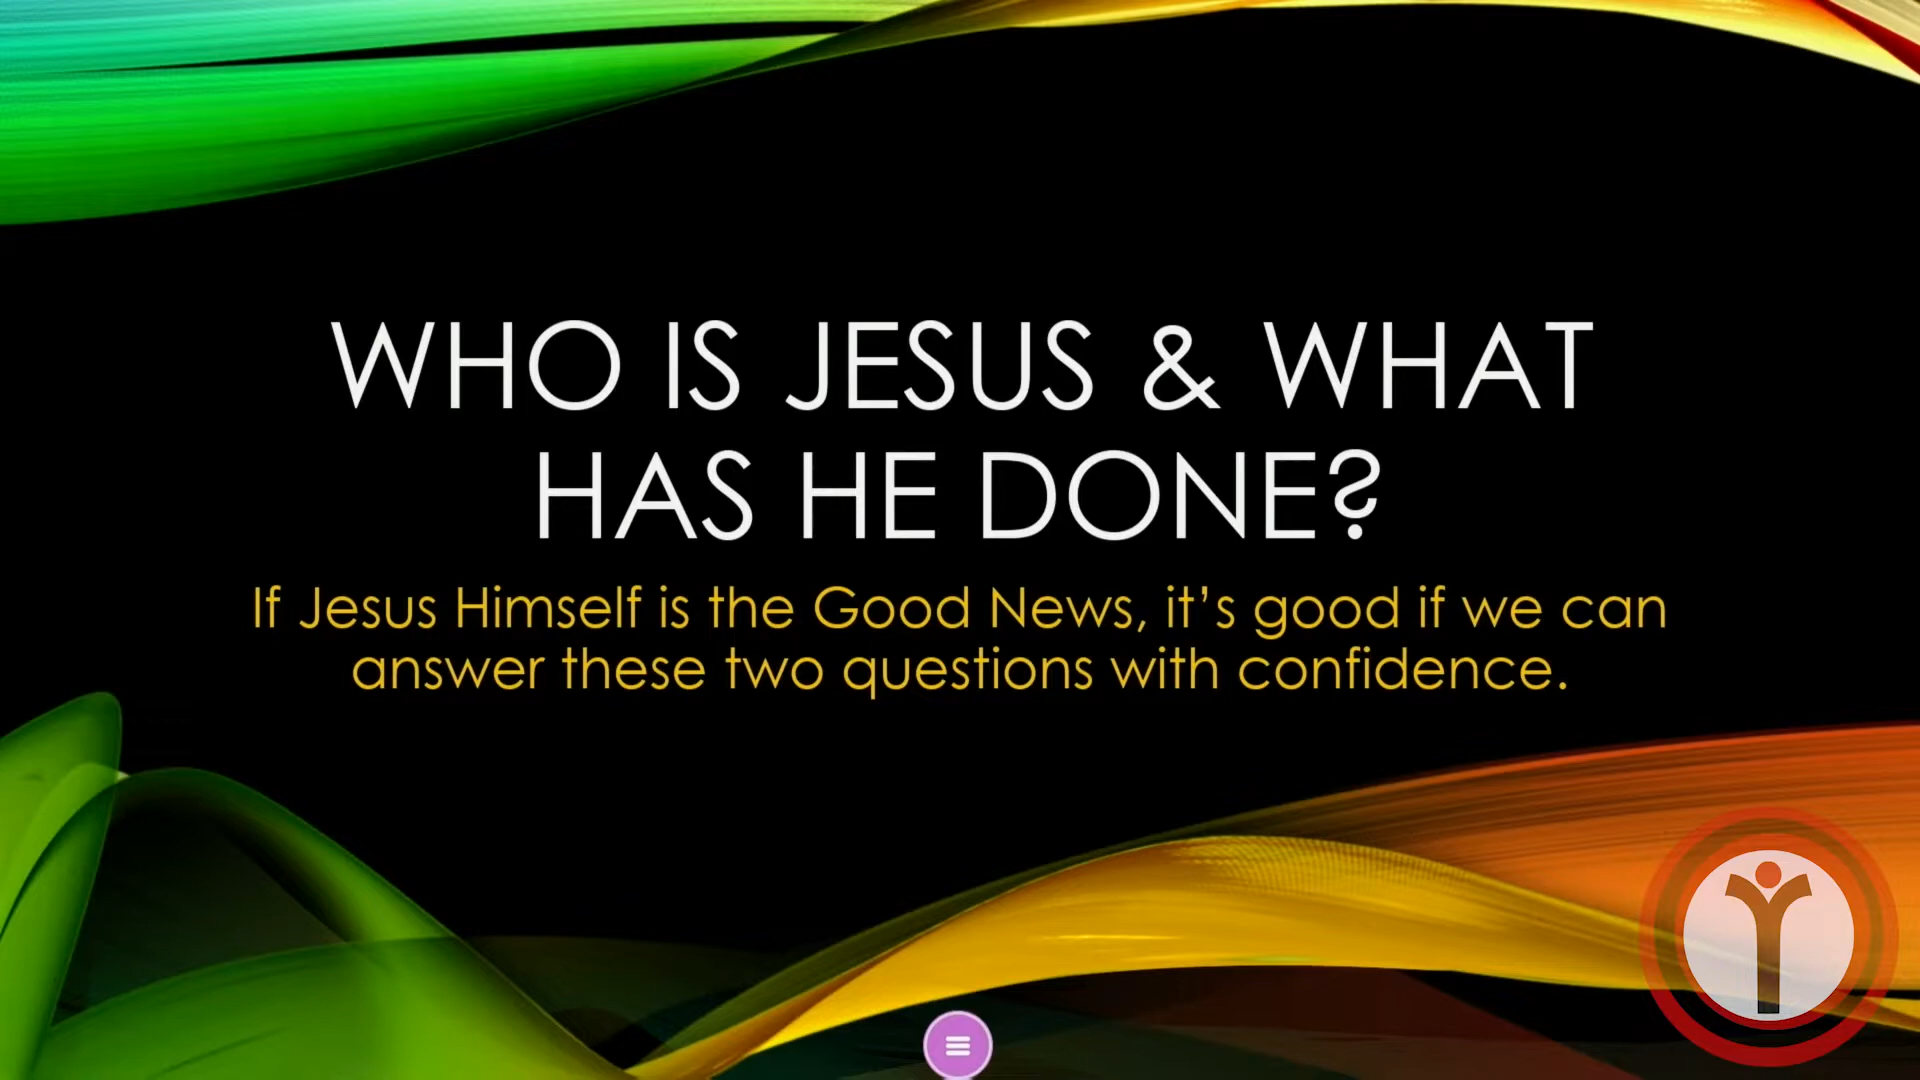 WHO IS JESUS & WHAT
HAS HE DONE?
If Jesus Himself is the Good News, it’s good if we can
answer these two questions with confidence.